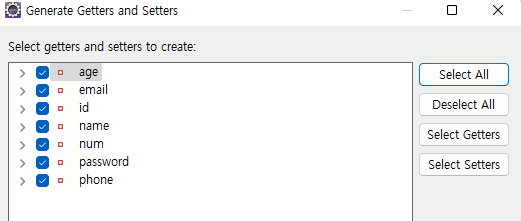 Generate Getters and Setters
Select getters and setters to create:
age
email
id
name
num
password
phone
Select All
Deselect All
Select Getters
Select Setters